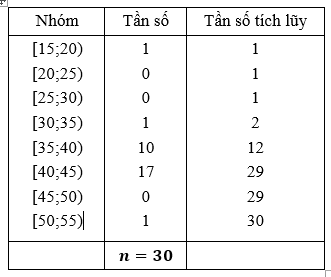 Nhóm Tần số Tần số tích lũy
[15;20) 1 1
[20;25) 0 1
[25;30) 0 1
[30;35) 1 2
[35;40) 10 12
[40;45) 17 29
[45;50) 0 29
[50;55) 1 30
n = 30